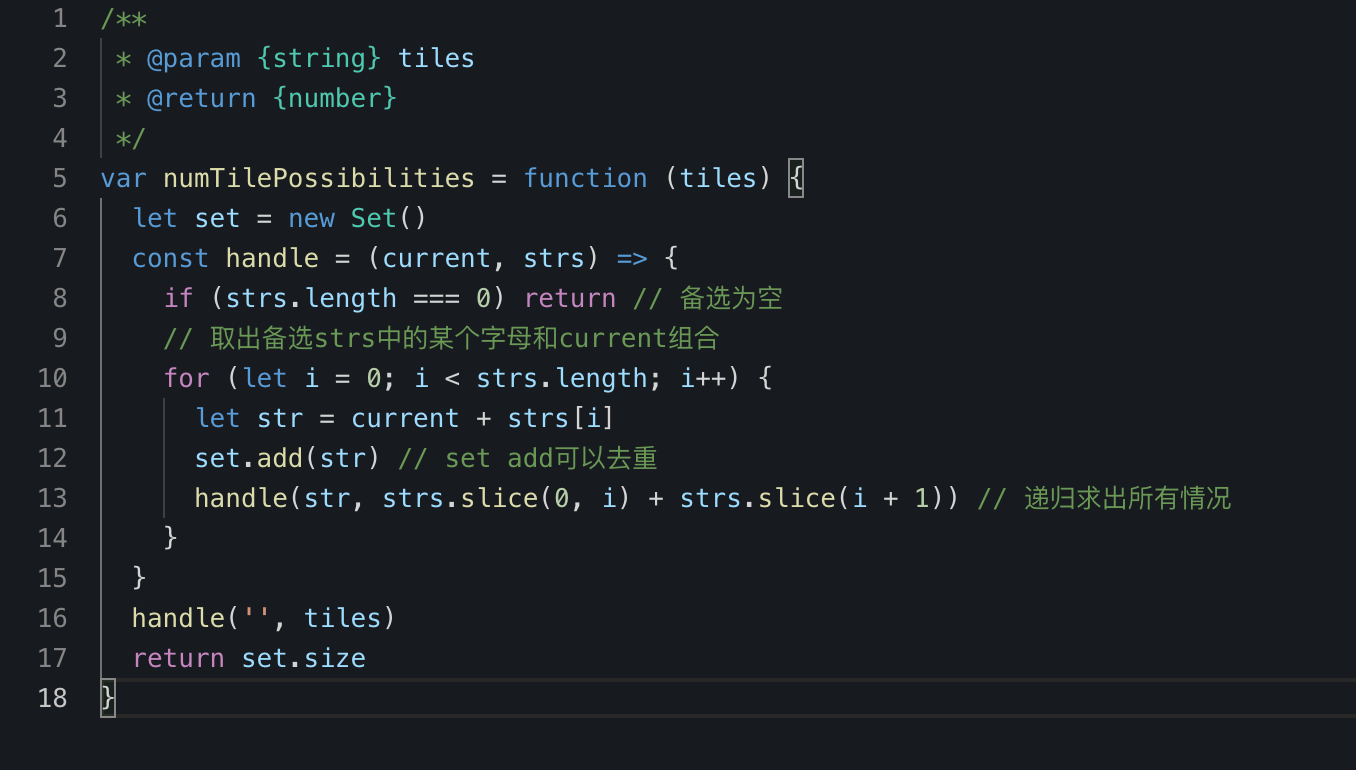 1 /**
2  * @param {string} tiles
3  * @return {number}
4  */
5 var numTilePossibilities = function (tiles) {
6   let set = new Set()
7   const handle = (current, strs) => {
8     if (strs.length === 0) return // 备选为空
9     // 取出备选strs中的某个字母和current组合
10     for (let i = 0; i < strs.length; i++) {
11       let str = current + strs[i]
12       set.add(str) // set add可以去重
13       handle(str, strs.slice(0, i) + strs.slice(i + 1)) // 递归求出所有情况
14     }
15   }
16   handle('', tiles)
17   return set.size
18 }